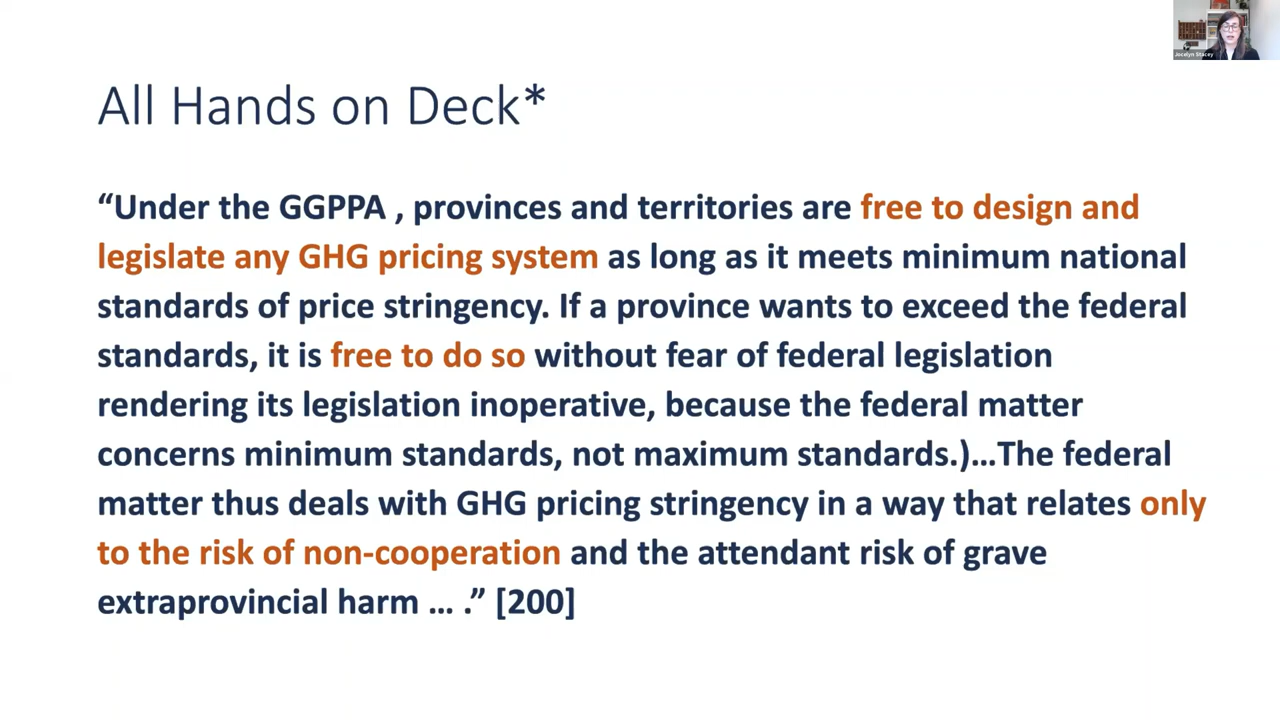 Jocelyn Stacey
All Hands on Deck*
“Under the GGPPA , provinces and territories are free to design and
legislate any GHG pricing system as long as it meets minimum national
standards of price stringency. If a province wants to exceed the federal
standards, it is free to do so without fear of federal legislation
rendering its legislation inoperative, because the federal matter
concerns minimum standards, not maximum standards.)…The federal
matter thus deals with GHG pricing stringency in a way that relates only
to the risk of non-cooperation and the attendant risk of grave
extraprovincial harm … .” [200]